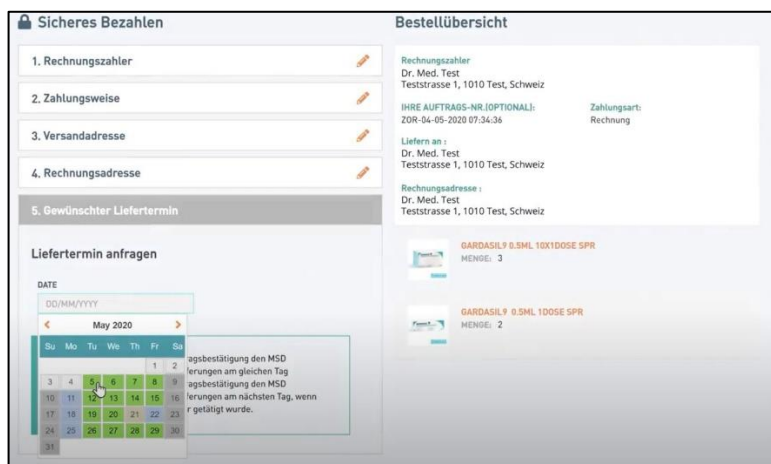 Sicheres Bezahlen
1. Rechnungszahler
2. Zahlungsweise
3. Versandadresse
4. Rechnungsadresse
5. Gewünschter Liefertermin
Liefertermin anfragen
DATE
DD/MM/YYYY
May 2020
Su Mo Tu We Th Fr Sa
1 2
3 4 5 6 7 8 9
10 11 12 13 14 15 16
17 18 19 20 21 22 23
24 25 26 27 28 29 30
31
agsbestätigung den MSD
erungen am gleichen Tag
agsbestätigung den MSD
erungen am nächsten Tag, wenn
r getätigt wurde.
Bestellübersicht
Rechnungszahler
Dr. Med. Test
Teststrasse 1, 1010 Test, Schweiz
IHRE AUFTRAGS-NR.(OPTIONAL): Zahlungsart:
ZOR-04-05-2020 07:34:36 Rechnung
Liefern an :
Dr. Med. Test
Teststrasse 1, 1010 Test, Schweiz
Rechnungsadresse :
Dr. Med. Test
Teststrasse 1, 1010 Test, Schweiz
GARDASIL9 0.5ML 10X1DOSE SPR
MENGE: 3
GARDASIL9 0.5ML 1DOSE SPR
MENGE: 2